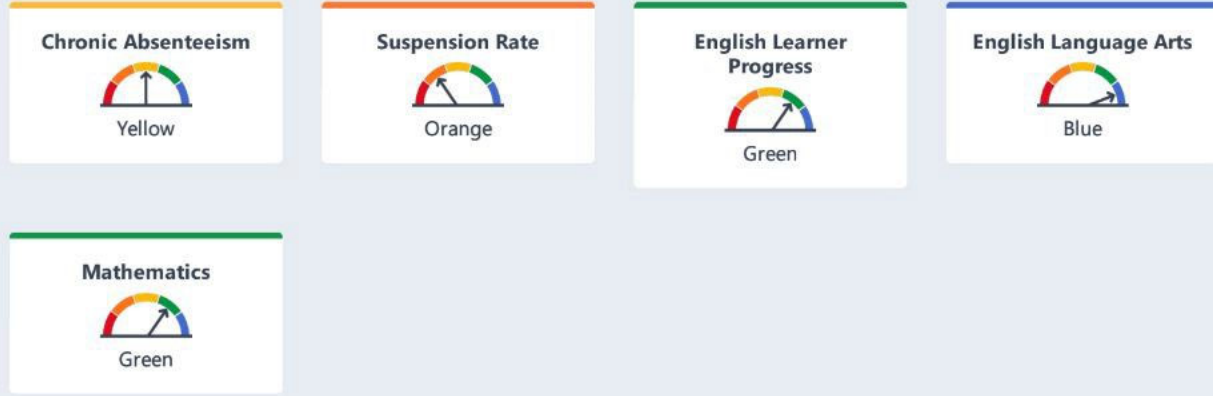 Chronic Absenteeism
Yellow
Suspension Rate
Orange
English Learner
Progress
Green
English Language Arts
Blue
Mathematics
Green